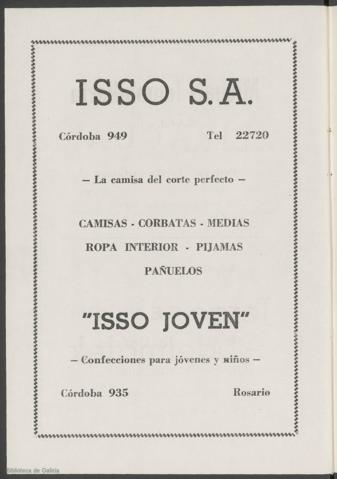 ISSO S.A.
Córdoba 949 Tel 22720
— La camisa del corte perfecto —
CAMISAS - CORBATAS - MEDIAS
ROPA INTERIOR - PIJAMAS
PAÑUELOS
"ISSO JOVEN"
— Confecciones para jóvenes y niños —
Córdoba 935 Rosario
Biblioteca de Galicia